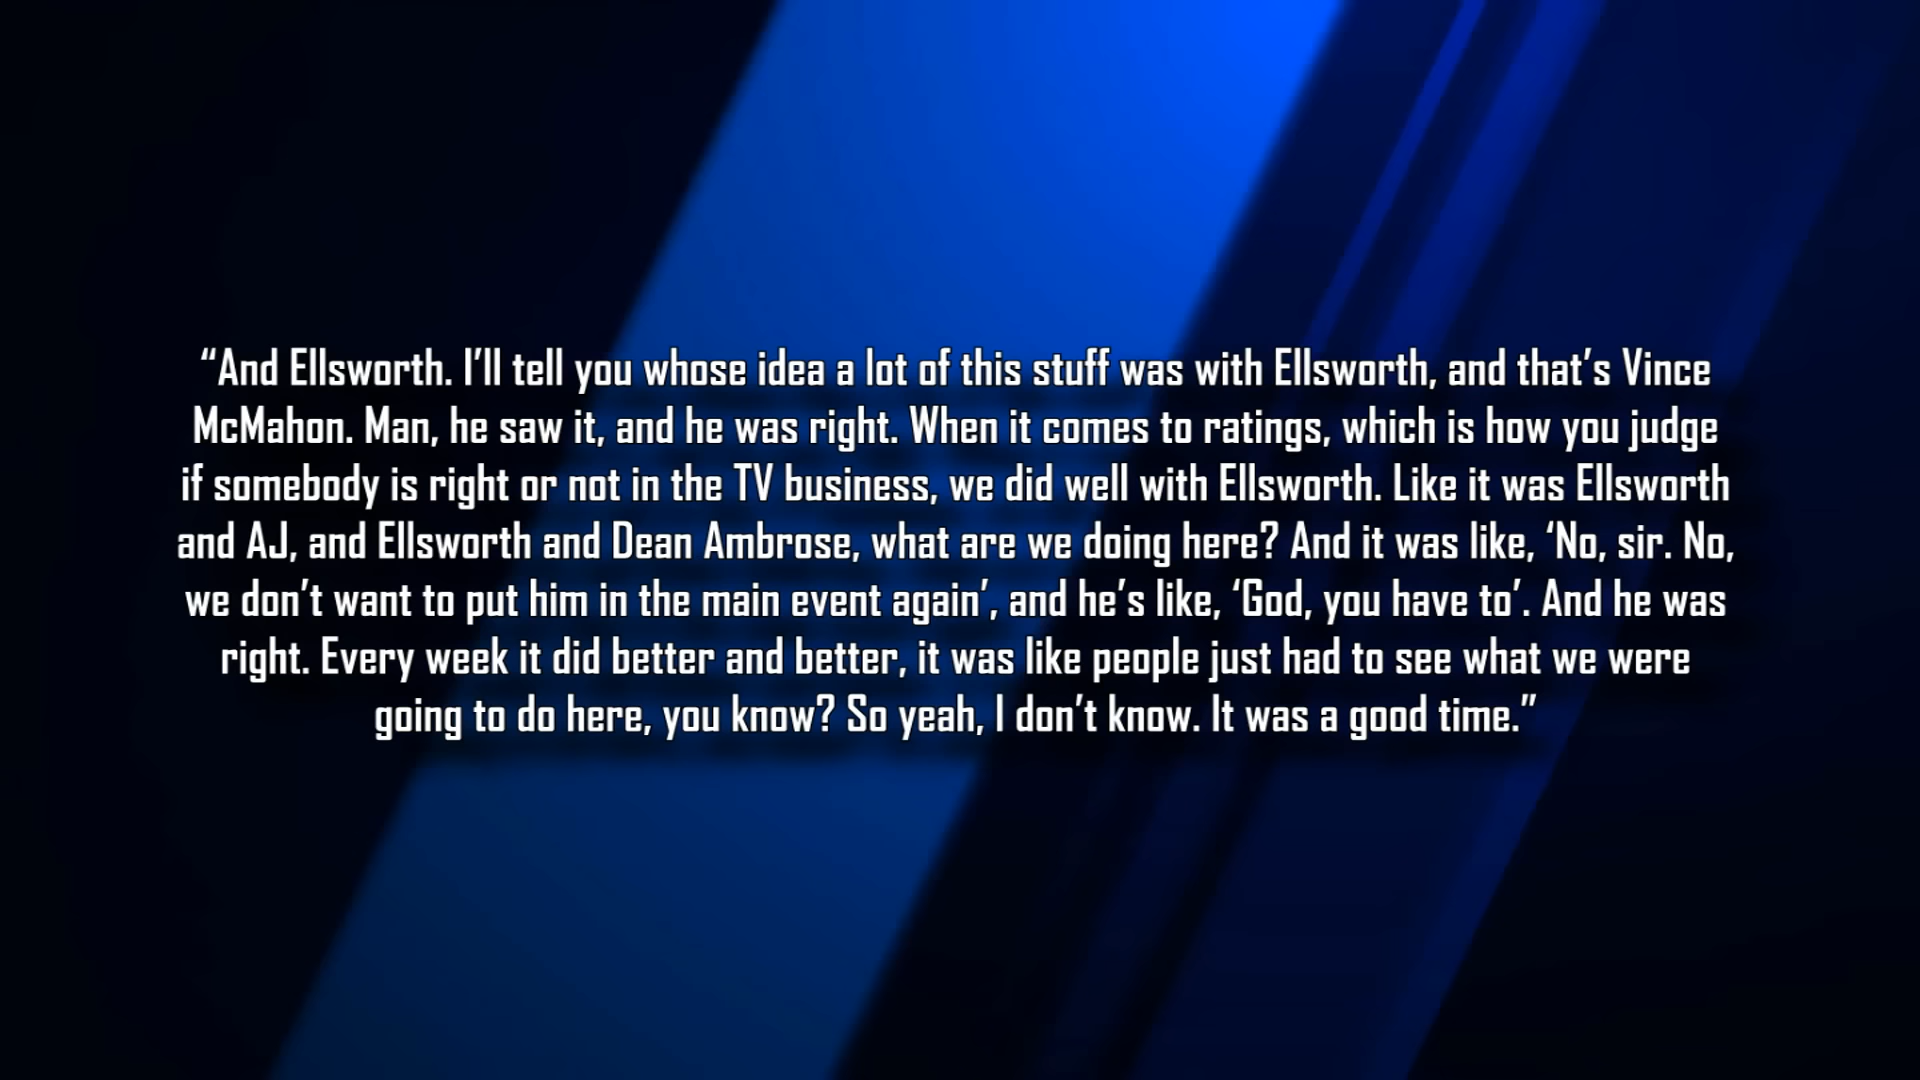 “And Ellsworth. I’ll tell you whose idea a lot of this stuff was with Ellsworth, and that’s Vince
McMahon. Man, he saw it, and he was right. When it comes to ratings, which is how you judge
if somebody is right or not in the TV business, we did well with Ellsworth. Like it was Ellsworth
and AJ, and Ellsworth and Dean Ambrose, what are we doing here? And it was like, ‘No, sir. No,
we don’t want to put him in the main event again’, and he’s like, ‘God, you have to’. And he was
right. Every week it did better and better, it was like people just had to see what we were
going to do here, you know? So yeah, I don’t know. It was a good time.”